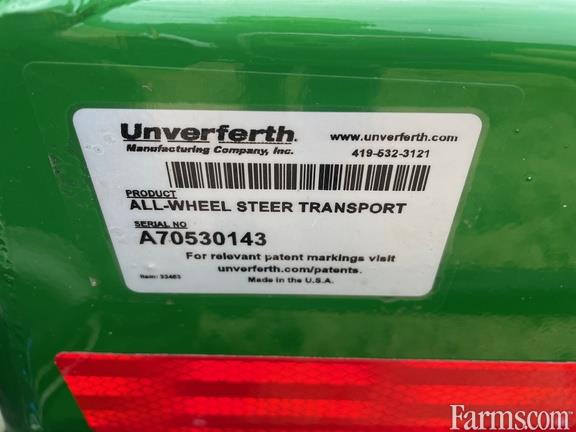 Unverferth
Manufacturing Company, Inc.
www.unverferth.com
419-532-3121
PRODUCT
ALL-WHEEL STEER TRANSPORT
SERIAL NO
A70530143
For relevant patent markings visit
unverferth.com/patents.
Item: 33463
Made in the U.S.A.
Farms.com